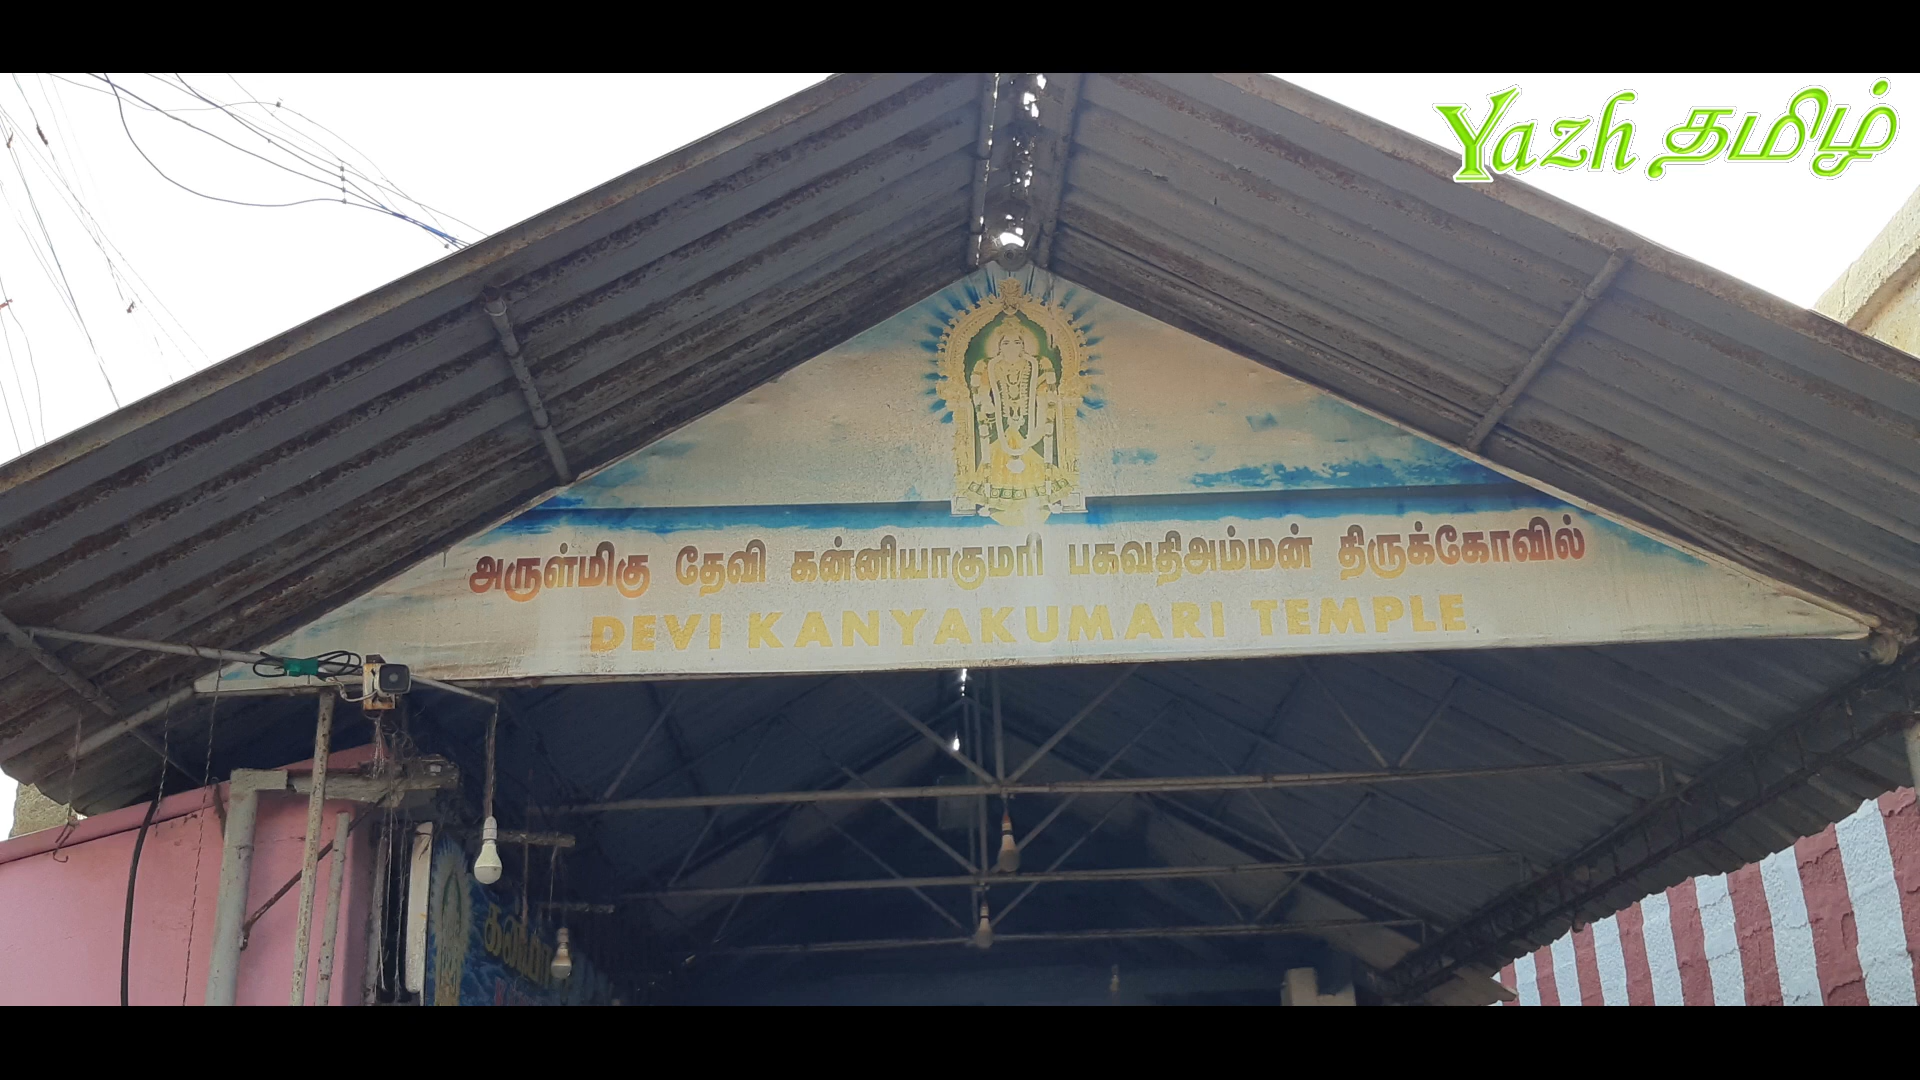 Yazh தமிழ்
அருள்மிகு தேவி கன்னியாகுமரி பகவதிஅம்மன் திருக்கோவில்
DEVI KANYAKUMARI TEMPLE